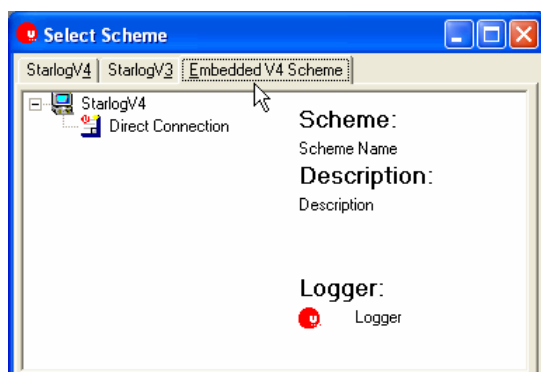 Select Scheme
StarlogV4 StarlogV3 Embedded V4 Scheme
StarlogV4
Direct Connection
Scheme:
Scheme Name
Description:
Description
Logger:
Logger